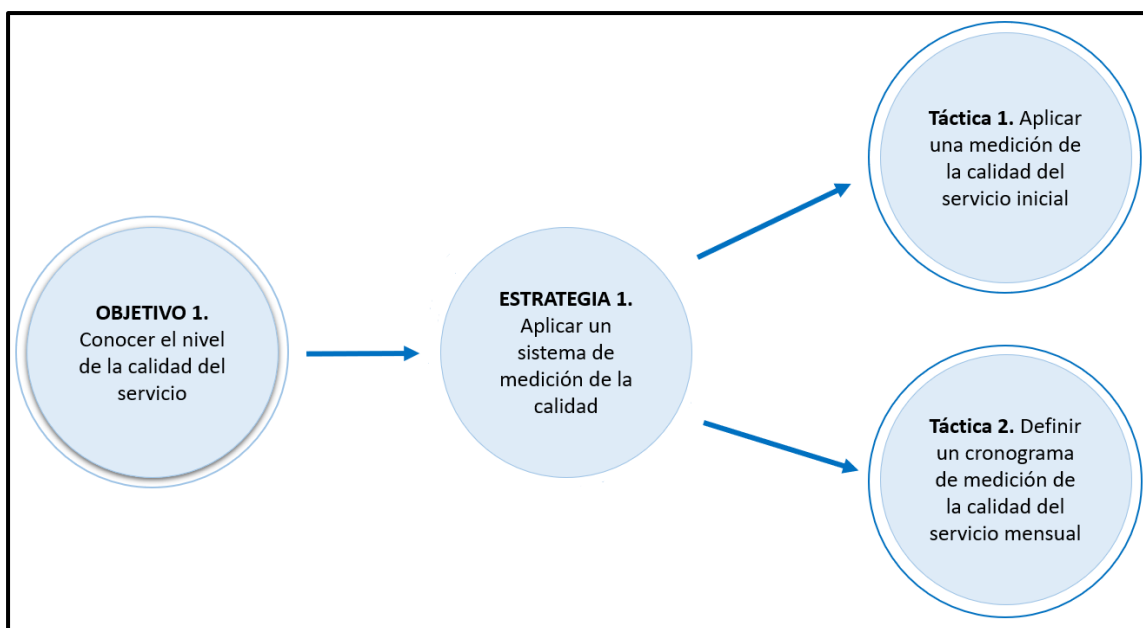 OBJETIVO 1.
Conocer el nivel
de la calidad del
servicio
ESTRATEGIA 1.
Aplicar un
sistema de
medición de la
calidad
Táctica 1. Aplicar
una medición de
la calidad del
servicio inicial
Táctica 2. Definir
un cronograma
de medición de
la calidad del
servicio mensual